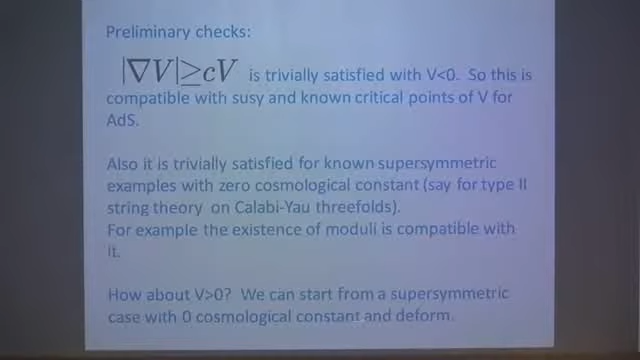 Preliminary checks:
|∇V|≥cV is trivially satisfied with V<0. So this is
compatible with susy and known critical points of V for
AdS.
Also it is trivially satisfied for known supersymmetric
examples with zero cosmological constant (say for type II
string theory on Calabi-Yau threefolds).
For example the existence of moduli is compatible with
it.
How about V>0? We can start from a supersymmetric
case with 0 cosmological constant and deform.